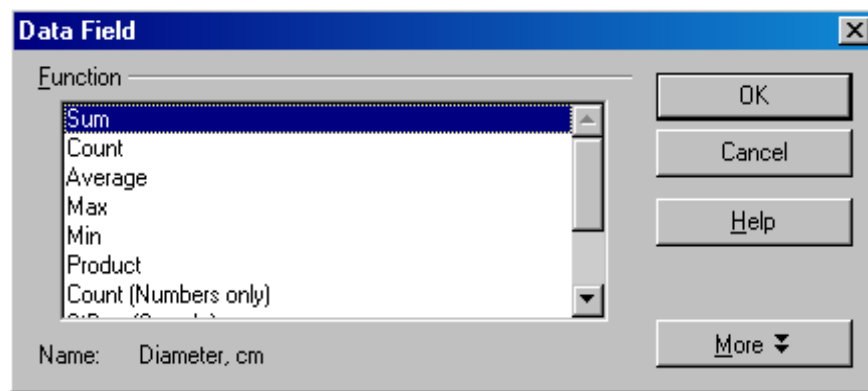 Data Field
Function
OK
Sum
Count
Cancel
Average
Max
Help
Min
Product
Count (Numbers only)
More
Name: Diameter, cm